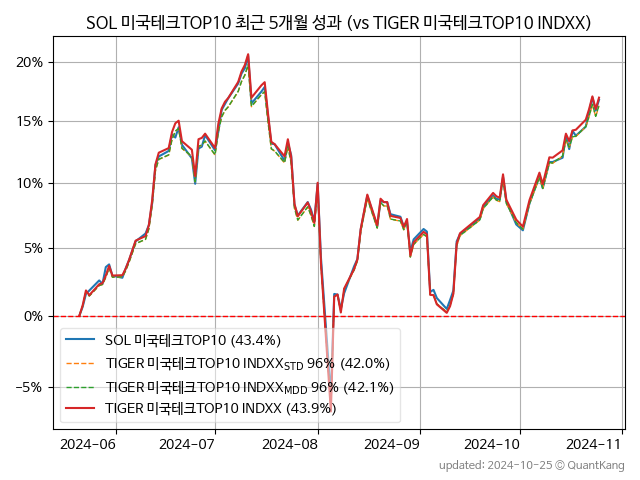 SOL 미국테크TOP10 최근 5개월 성과 (vs TIGER 미국테크TOP10 INDXX)
20%
15%
10%
5%
0%
−5%
SOL 미국테크TOP10 (43.4%)
TIGER 미국테크TOP10 INDXX_STD 96% (42.0%)
TIGER 미국테크TOP10 INDXX_MDD 96% (42.1%)
TIGER 미국테크TOP10 INDXX (43.9%)
2024-06 2024-07 2024-08 2024-09 2024-10 2024-11
updated: 2024-10-25 © QuantKang